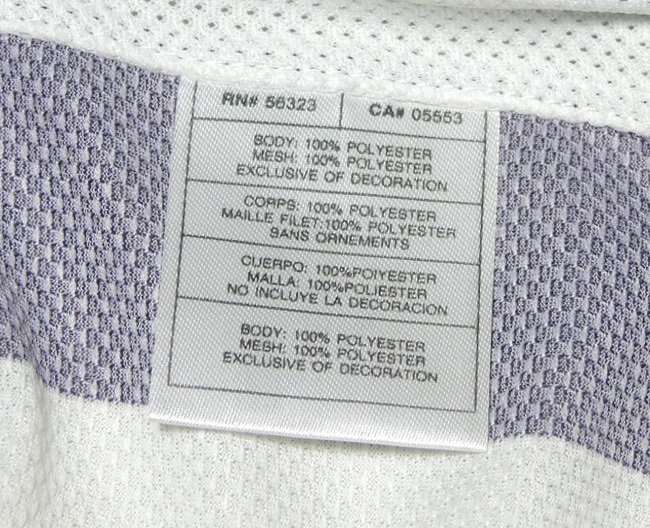 RN# 56323 CA# 05553
BODY: 100% POLYESTER
MESH: 100% POLYESTER
EXCLUSIVE OF DECORATION
CORPS: 100% POLYESTER
MAILLE FILET:100% POLYESTER
SANS ORNEMENTS
CUERPO: 100%POIYESTER
MALLA: 100%POLIESTER
NO INCLUYE LA DECORACION
BODY: 100% POLYESTER
MESH: 100% POLYESTER
EXCLUSIVE OF DECORATION